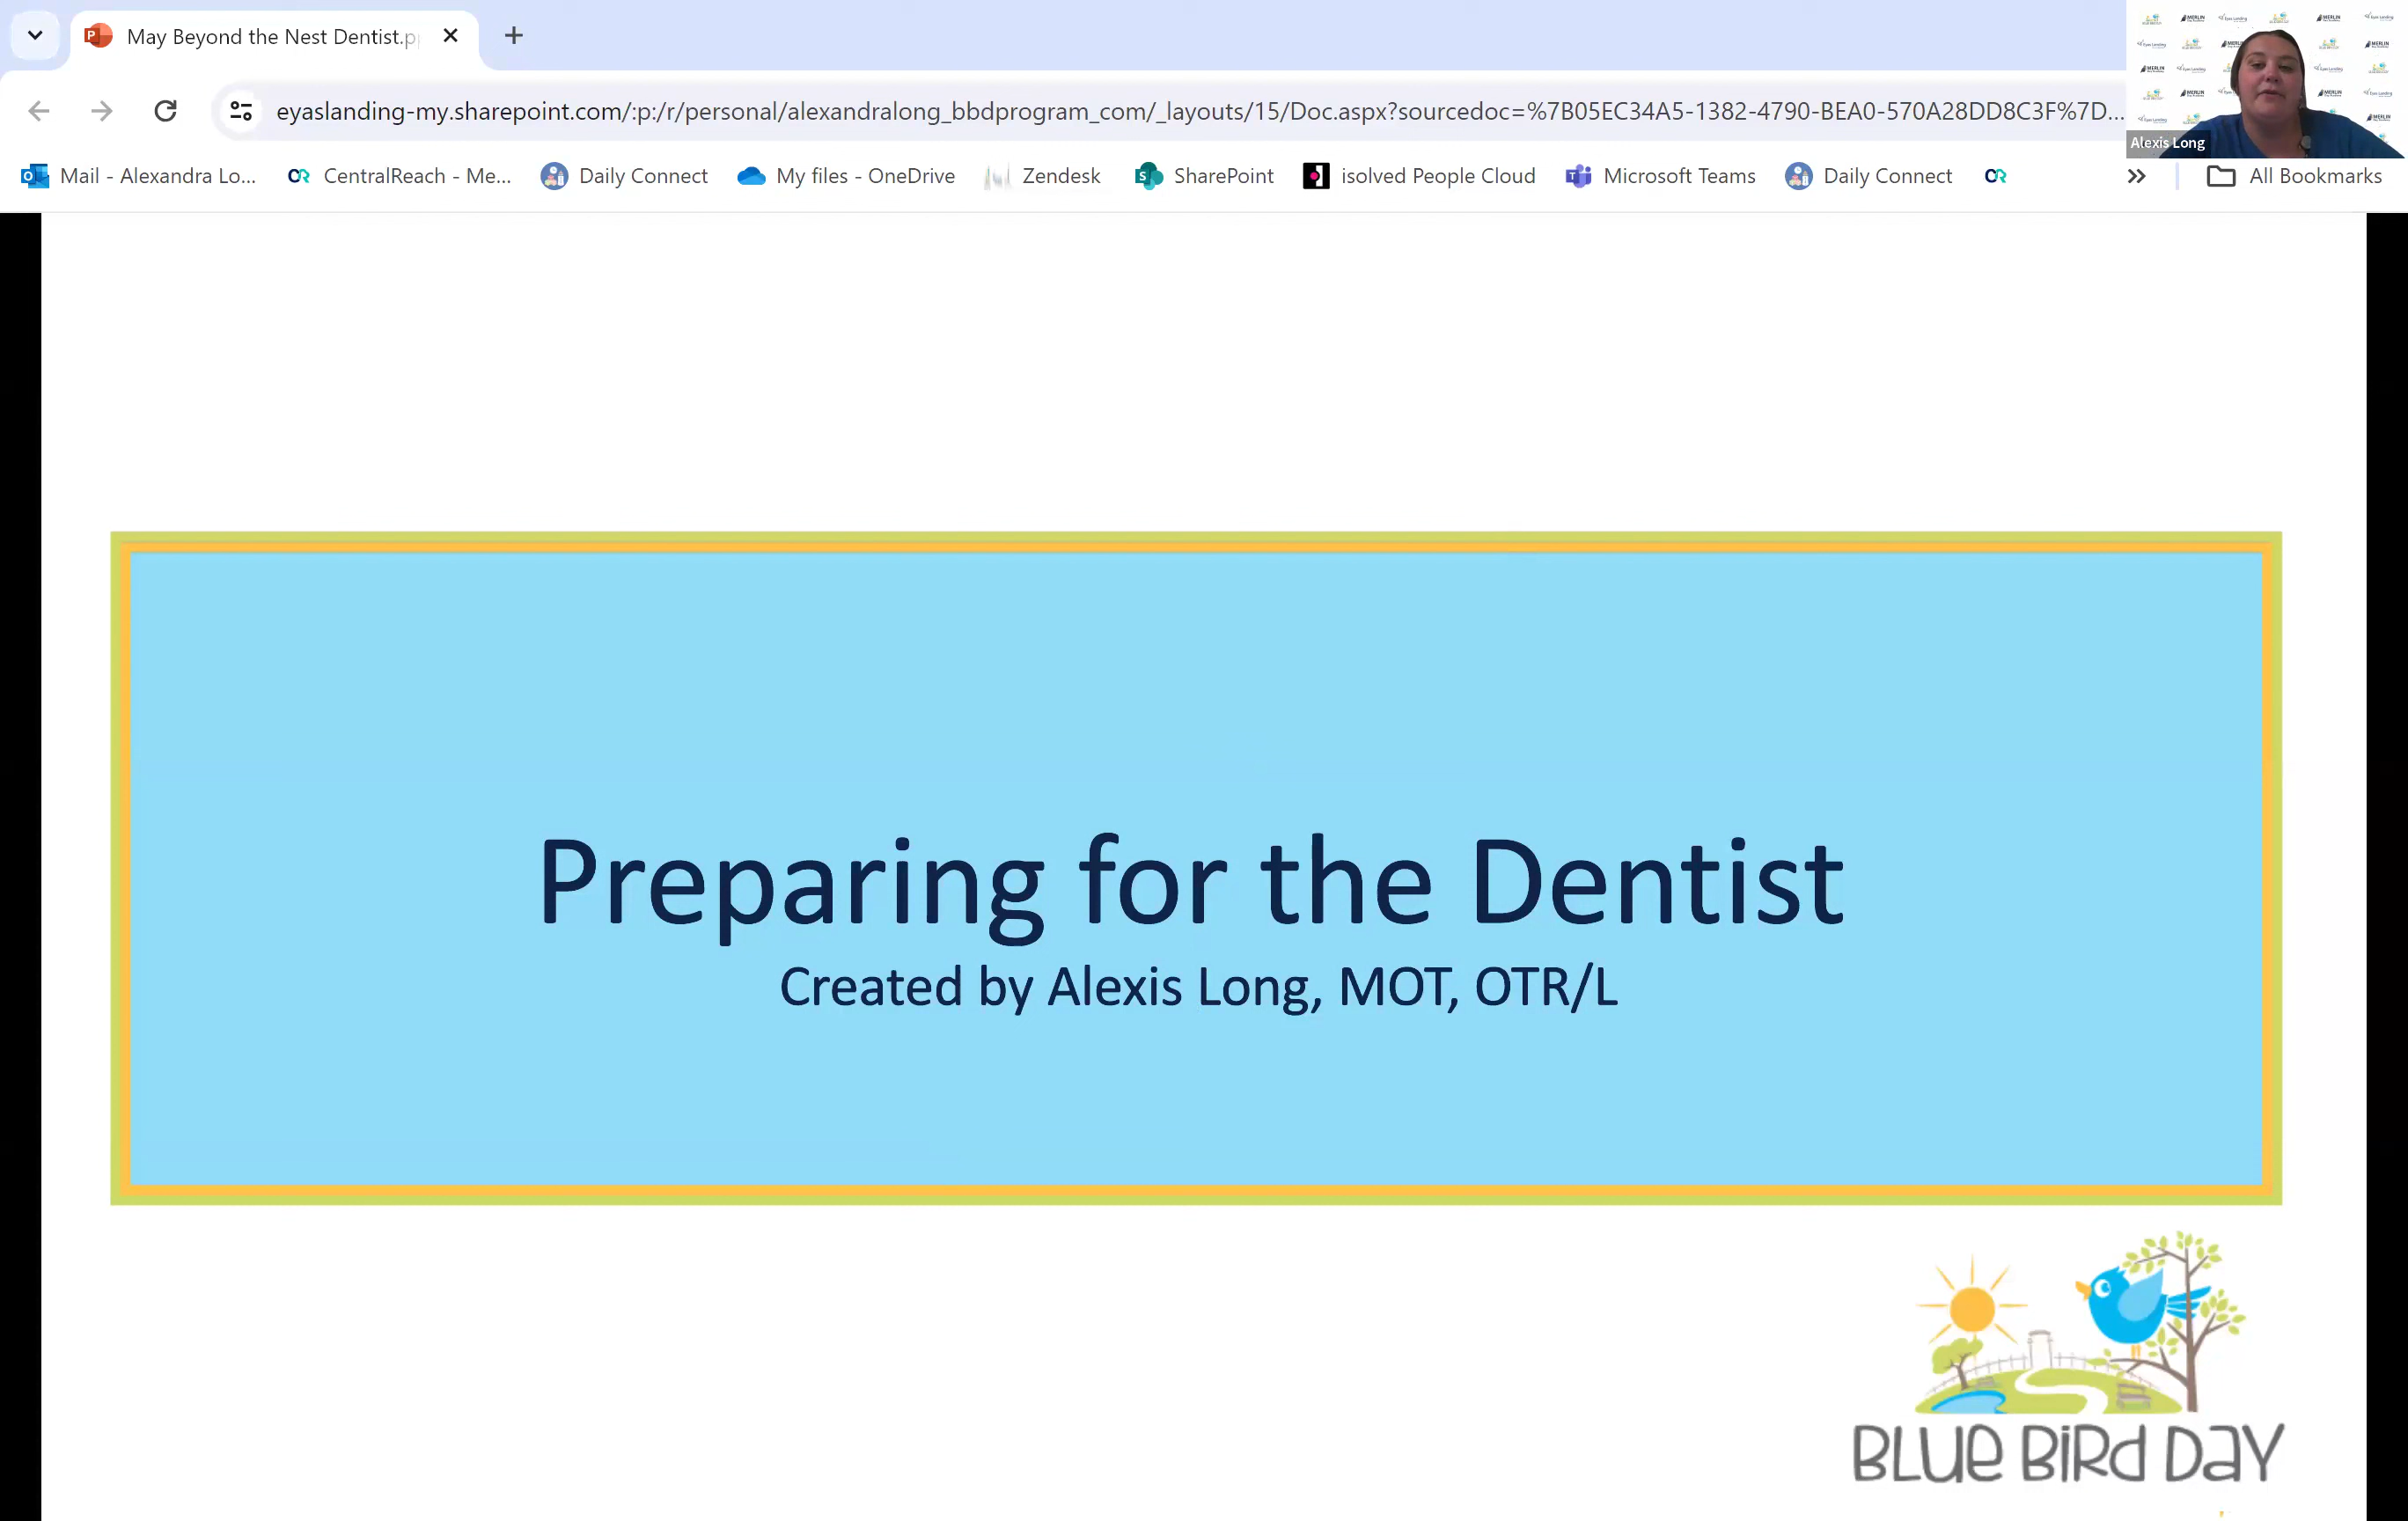 May Beyond the Nest Dentist.p
eyaslanding-my.sharepoint.com/:p:/r/personal/alexandralong_bbdprogram_com/_layouts/15/Doc.aspx?sourcedoc=%7B05EC34A5-1382-4790-BEA0-570A28DD8C3F%7D...
Alexis Long
Mail - Alexandra Lo... CentralReach - Me... Daily Connect My files - OneDrive Zendesk SharePoint isolved People Cloud Microsoft Teams Daily Connect All Bookmarks
Preparing for the Dentist
Created by Alexis Long, MOT, OTR/L
BLUE BIRD DAY